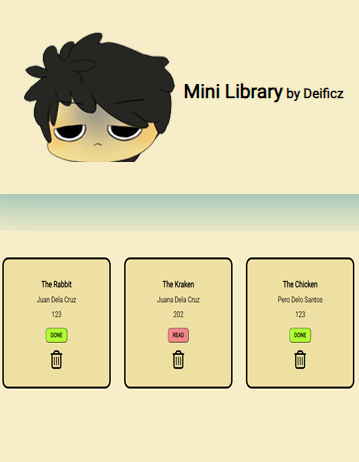 Mini Library by Deificz
The Rabbit
Juan Dela Cruz
123
DONE
The Kraken
Juana Dela Cruz
202
READ
The Chicken
Pero Delo Santos
123
DONE